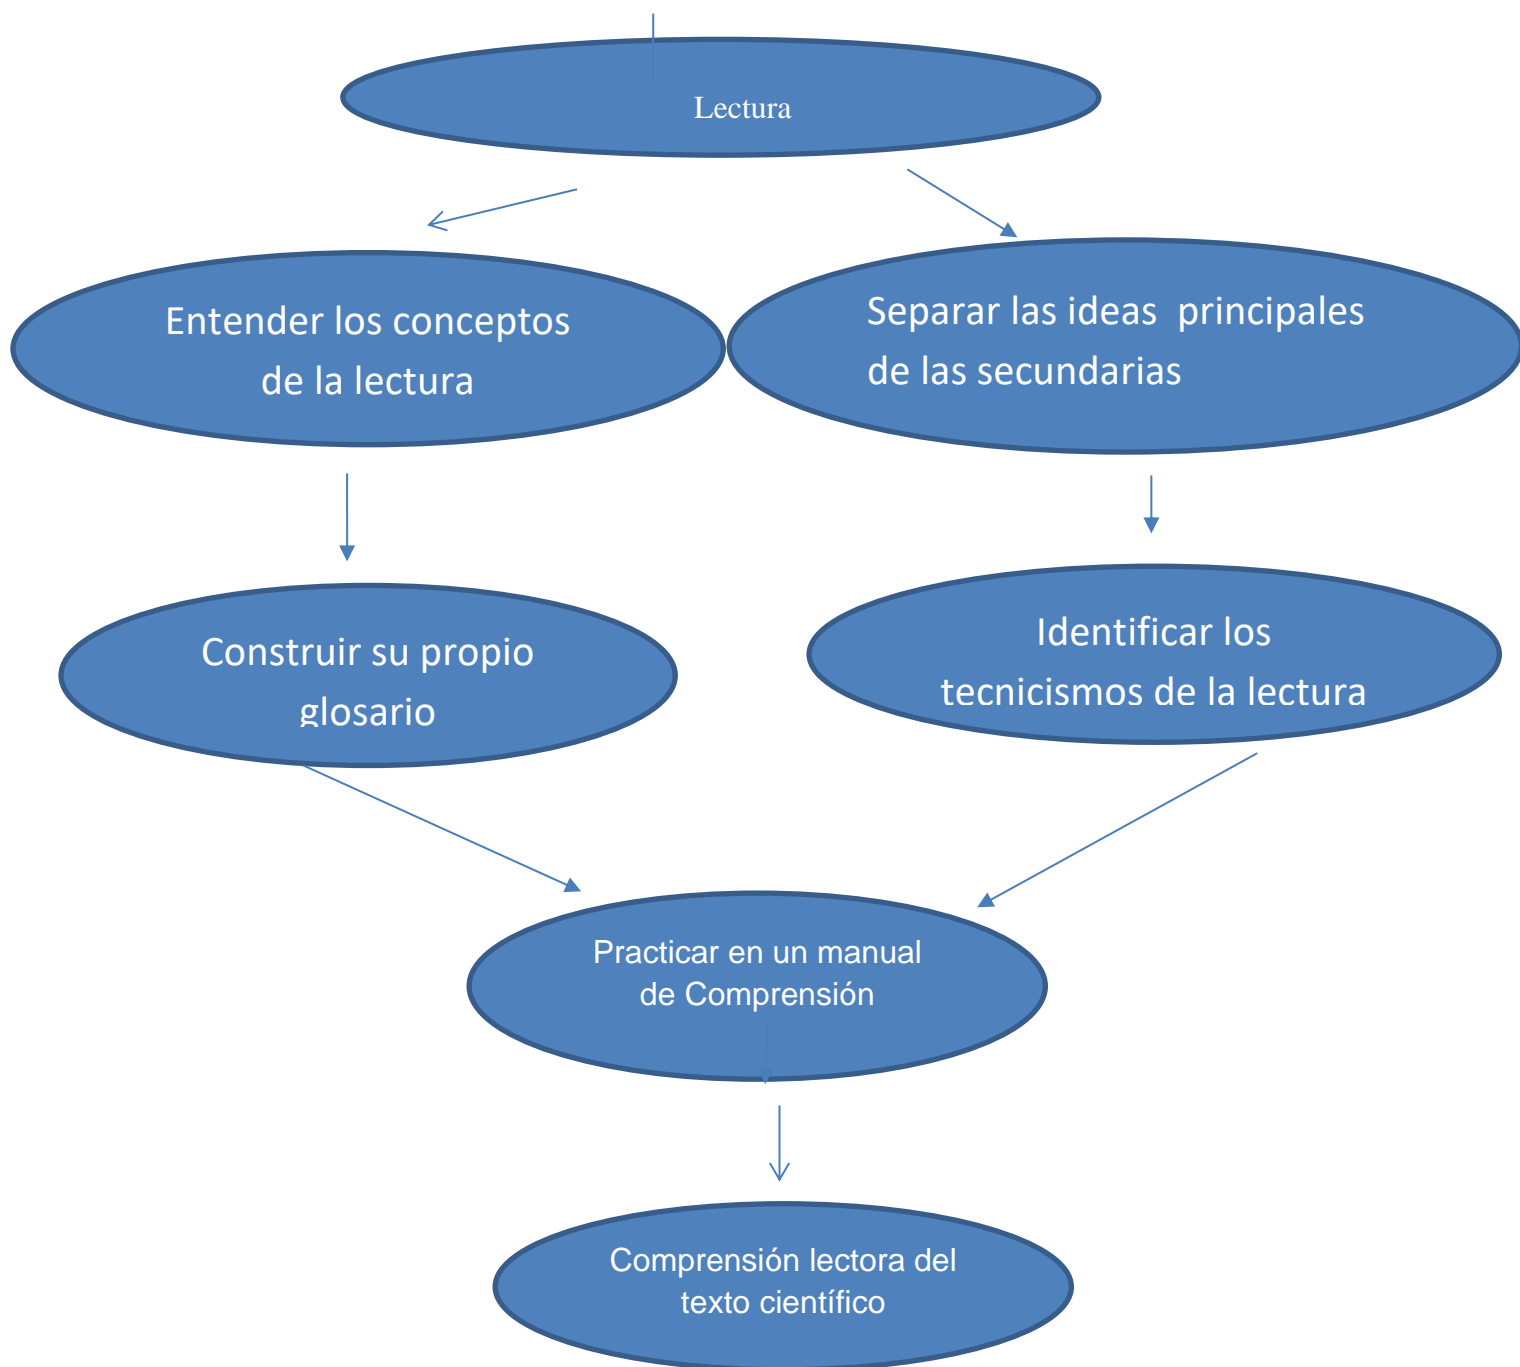 Lectura
Entender los conceptos
de la lectura
Separar las ideas  principales
de las secundarias
Construir su propio
glosario
Identificar los
tecnicismos de la lectura
Practicar en un manual
de Comprensión
Comprensión lectora del
texto científico